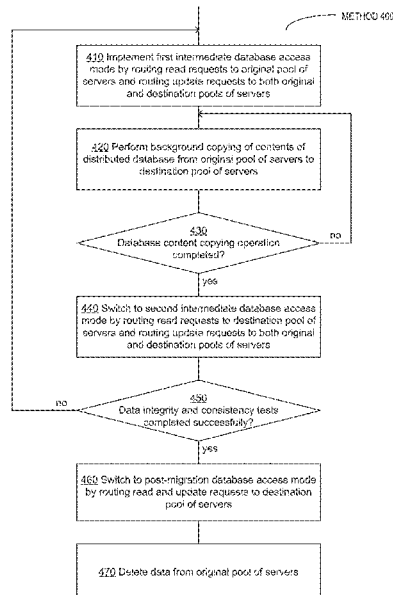 METHOD 400
410 Implement first intermediate database access
mode by routing read requests to original pool of
servers and routing update requests to both original
and destination pools of servers
420 Perform background copying of contents of
distributed database from original pool of servers to
destination pool of servers
430
Database content copying operation
completed?
no
yes
440 Switch to second intermediate database access
mode by routing read requests to destination pool of
servers and routing update requests to both original
and destination pools of servers
450
Data integrity and consistency tests
completed successfully?
no
yes
460 Switch to post-migration database access mode
by routing read and update requests to destination
pool of servers
470 Delete data from original pool of servers